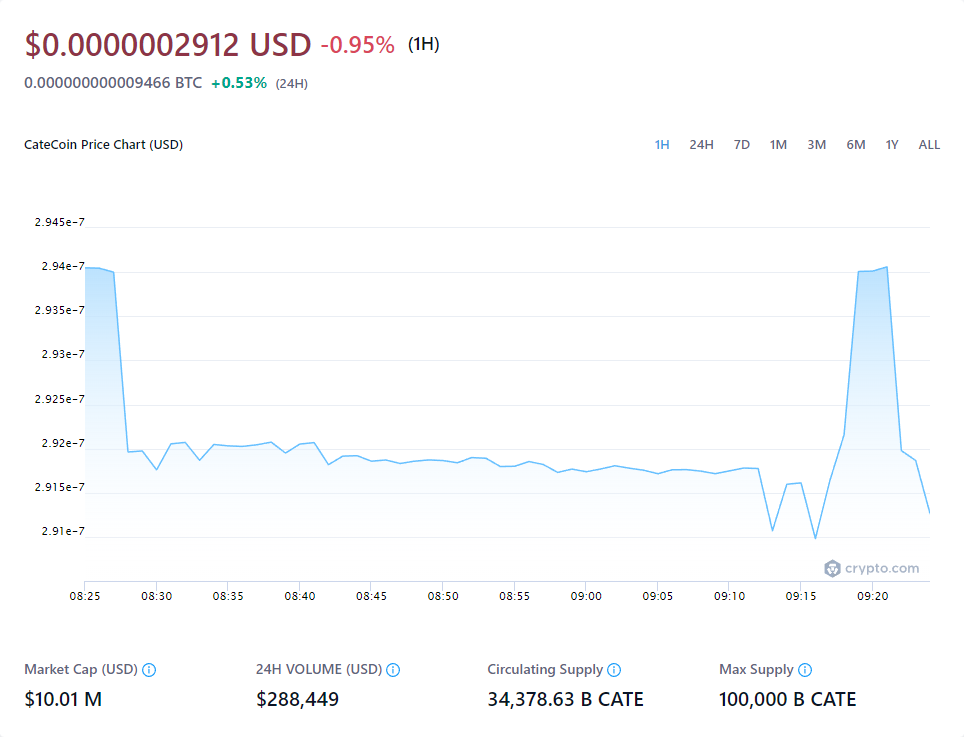 $0.0000002912 USD -0.95% (1H)
0.000000000009466 BTC +0.53% (24H)
CateCoin Price Chart (USD) 1H 24H 7D 1M 3M 6M 1Y ALL
2.945e-7
2.94e-7
2.935e-7
2.93e-7
2.925e-7
2.92e-7
2.915e-7
2.91e-7
crypto.com
08:25 08:30 08:35 08:40 08:45 08:50 08:55 09:00 09:05 09:10 09:15 09:20
Market Cap (USD) 24H VOLUME (USD) Circulating Supply Max Supply
$10.01 M $288,449 34,378.63 B CATE 100,000 B CATE